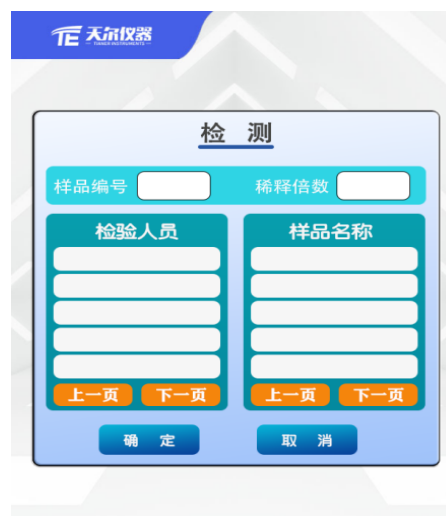 TE 天尔仪器
TIANER INSTRUMENTS
检 测
样品编号 稀释倍数
检验人员 样品名称
上一页 下一页 上一页 下一页
确 定 取 消